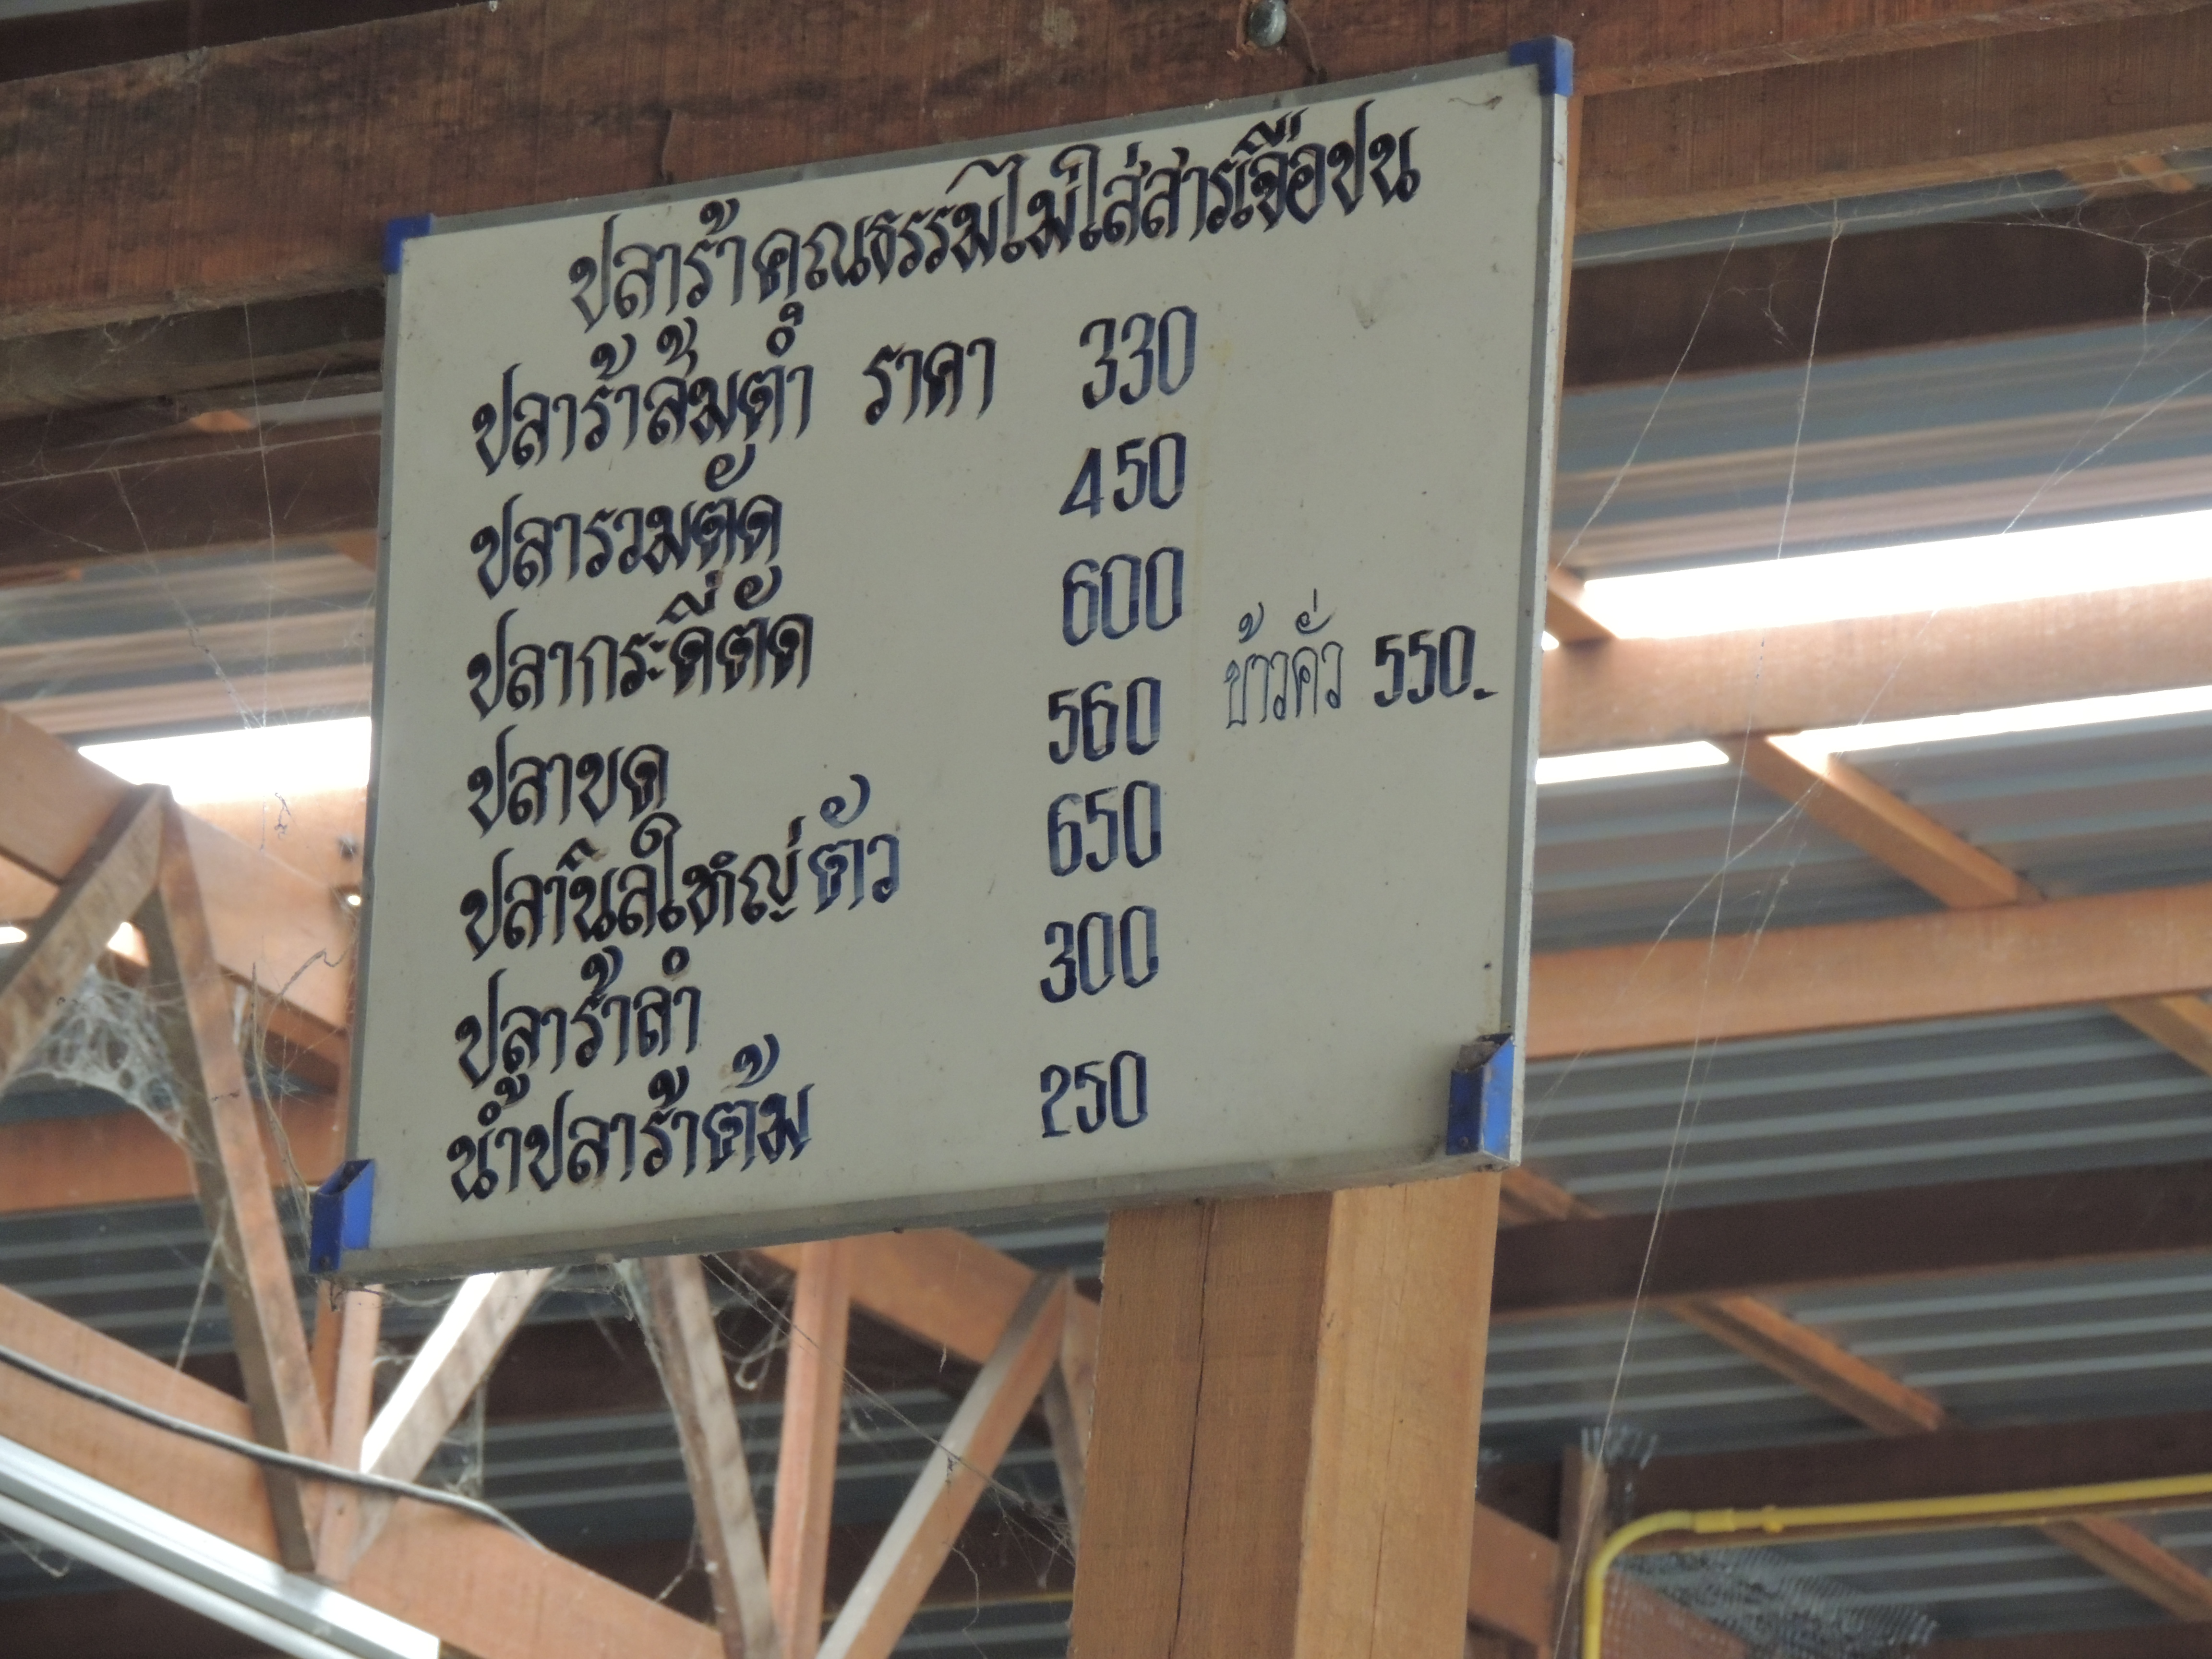 ปลาร้าคุณธรรมไม่ใส่สารเจือปน
ปลาร้าส้มตำ ราคา 330
ปลารวมตัด 450
ปลากระดี่ตัด 600
ข้าวคั่ว 550.
ปลาบด 560
ปลานิลใหญ่ตัว 650
ปลาร้าลำ 300
น้ำปลาร้าต้ม 250